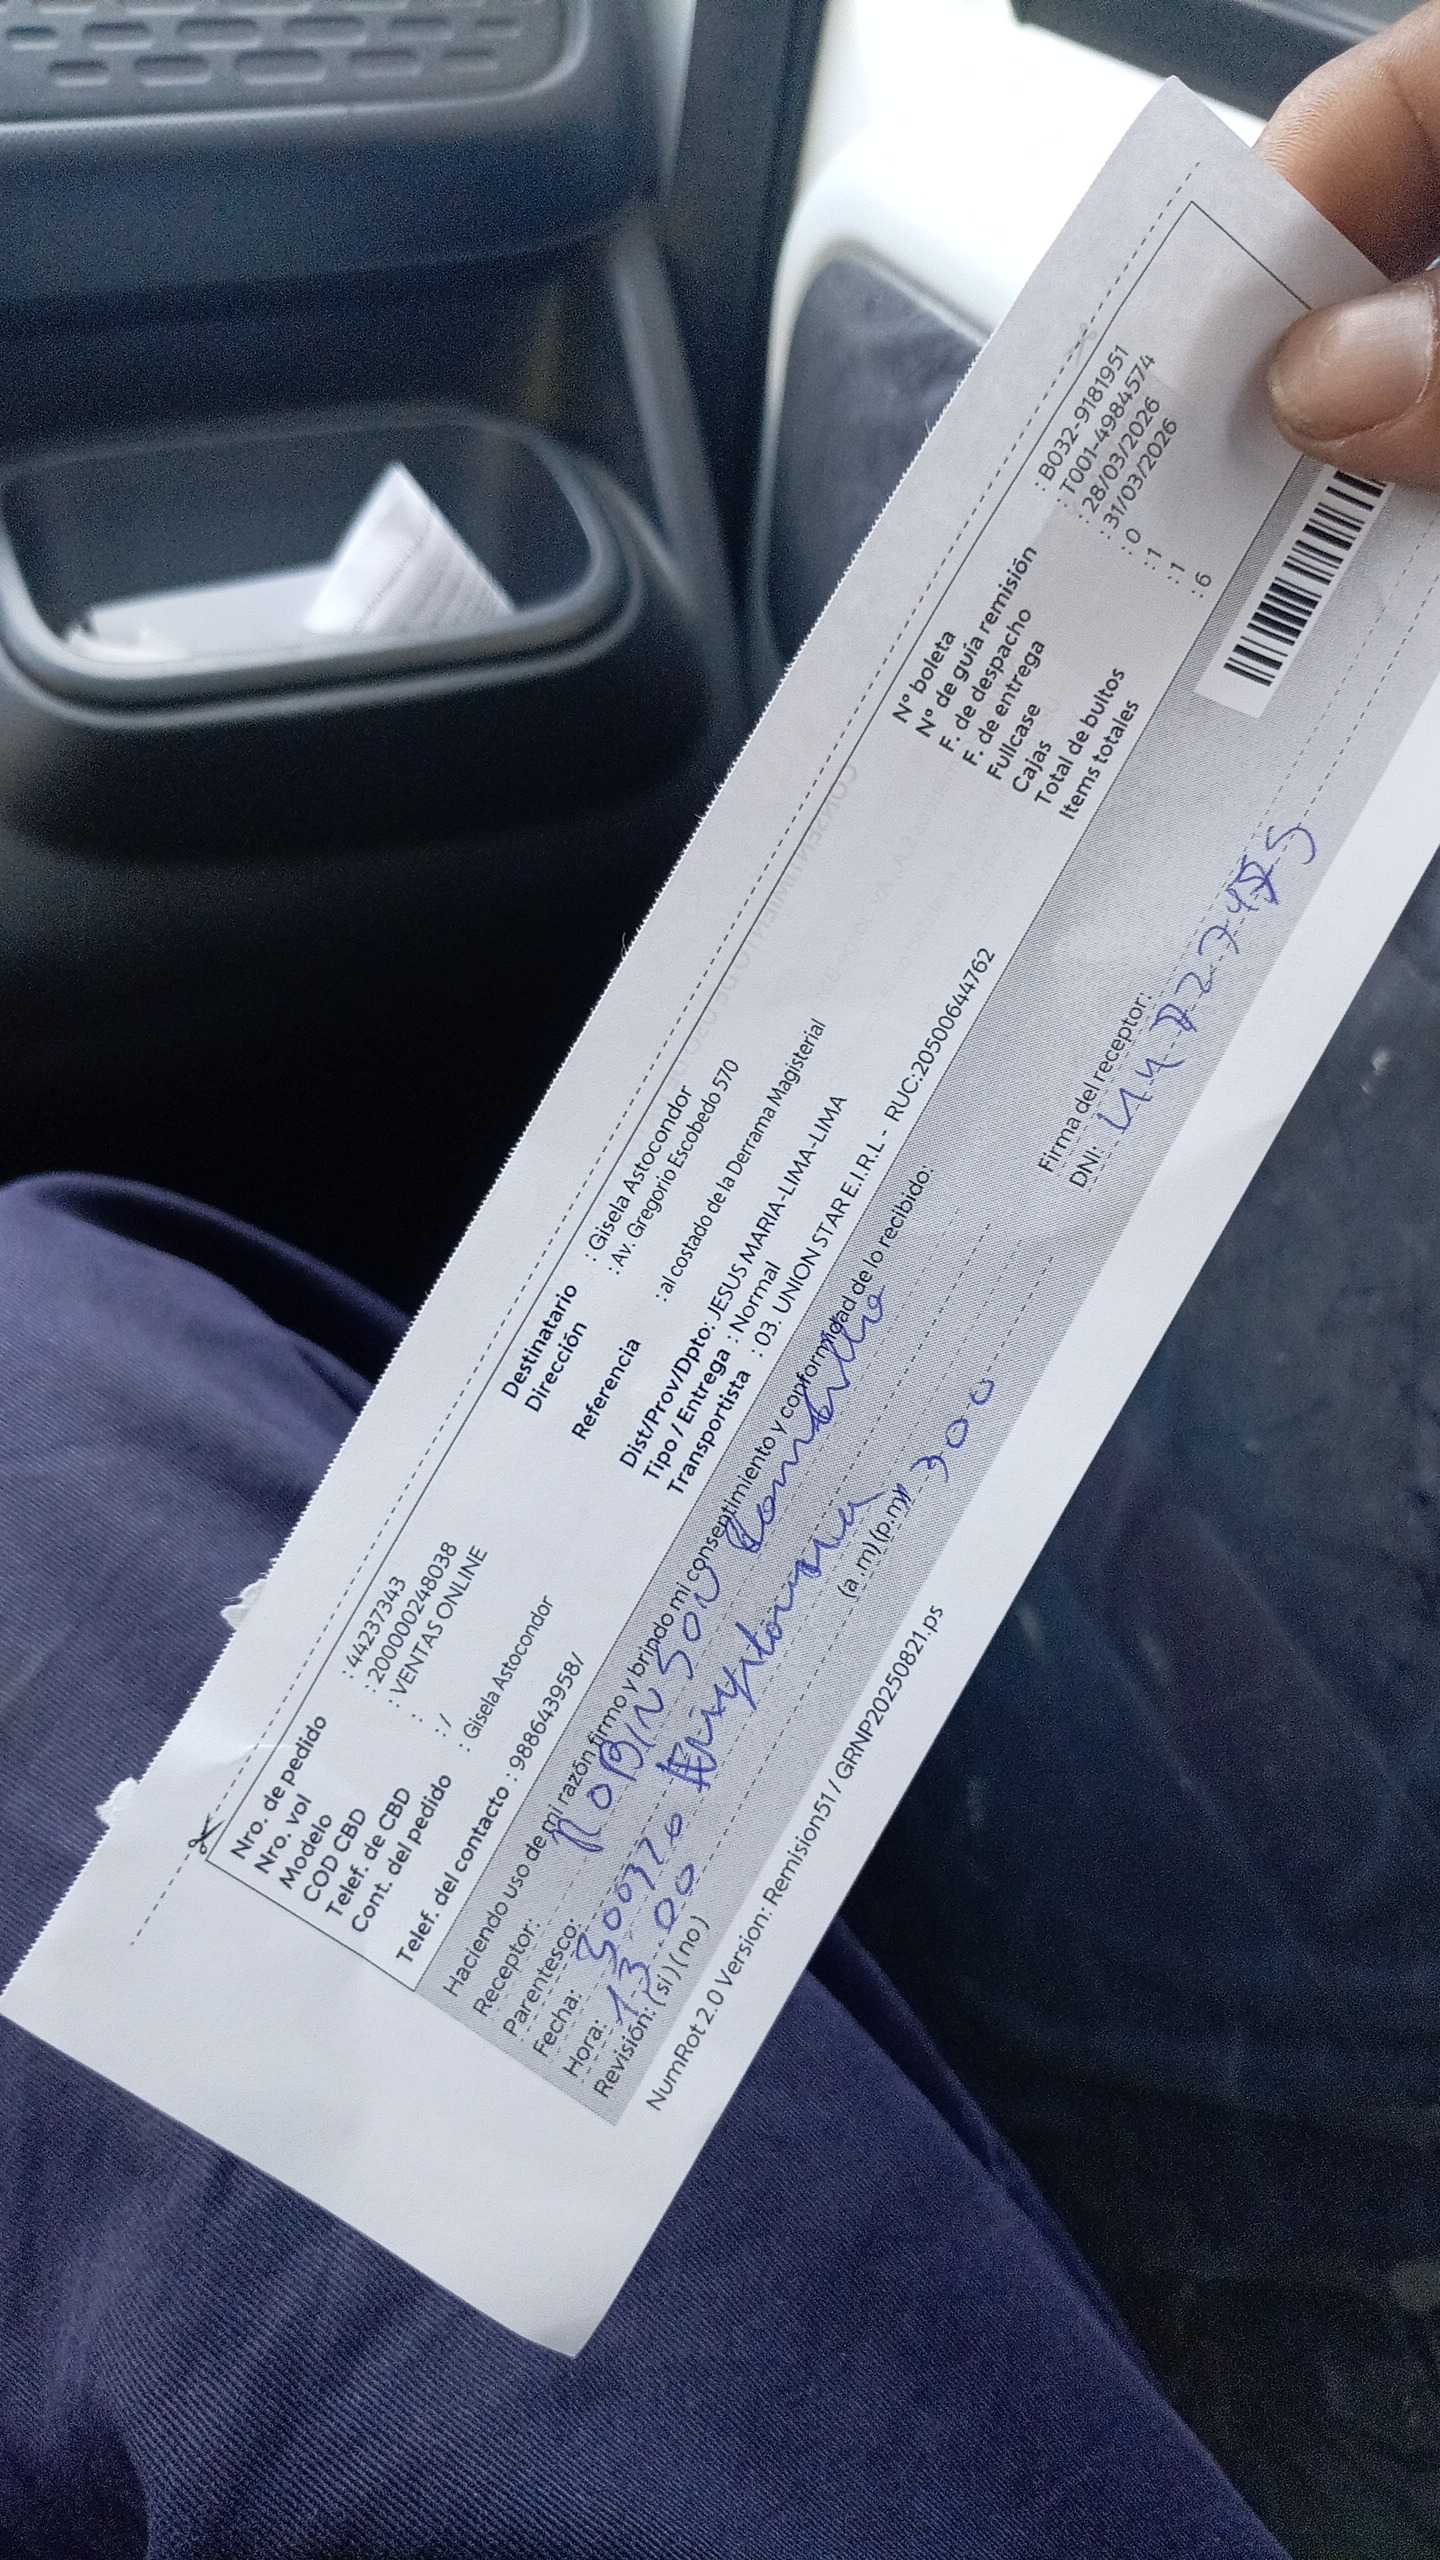 Nro. de pedido : 44237343
Nro. vol : 200000248038
Modelo : VENTAS ONLINE
COD CBD :
Telef. de CBD : /
Cont. del pedido : Gisela Astocondor
Telef. del contacto : 988643958/
Destinatario : Gisela Astocondor
Dirección : Av. Gregorio Escobedo 570
Referencia : al costado de la Derrama Magisterial
Dist/Prov/Dpto: JESUS MARIA-LIMA-LIMA
Tipo / Entrega : Normal
Transportista : 03. UNION STAR E.I.R.L - RUC:20500644762
N° boleta : B032-9181951
N° de guía remisión : T001-4984574
F. de despacho : 28/03/2026
F. de entrega : 31/03/2026
Fullcase : 0
Cajas : 1
Total de bultos : 1
Items totales : 6
Haciendo uso de mi razón firmo y brindo mi consentimiento y conformidad de lo recibido:
Receptor: ROBINSON
Parentesco:
Fecha:
Hora: 13.00 (a.m) (p.m) 300
Revisión: (si) (no)
Firma del receptor:
DNI:
NumRot 2.0 Version: Remision51 / GRNP20250821.ps